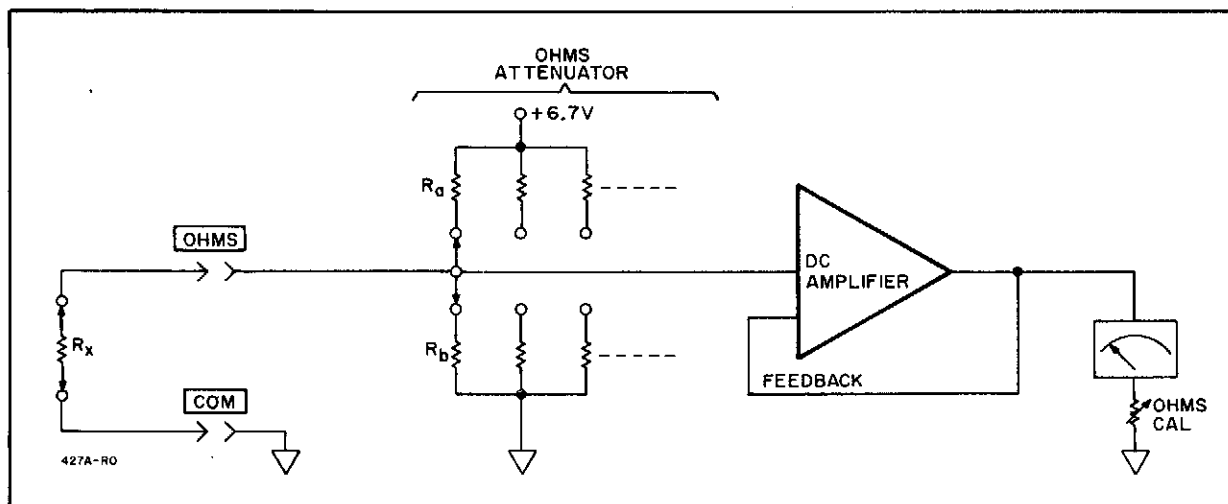 OHMS
ATTENUATOR
+6.7V
Ra
OHMS
DC
AMPLIFIER
Rx
Rb
FEEDBACK
COM
OHMS
CAL
427A-RO